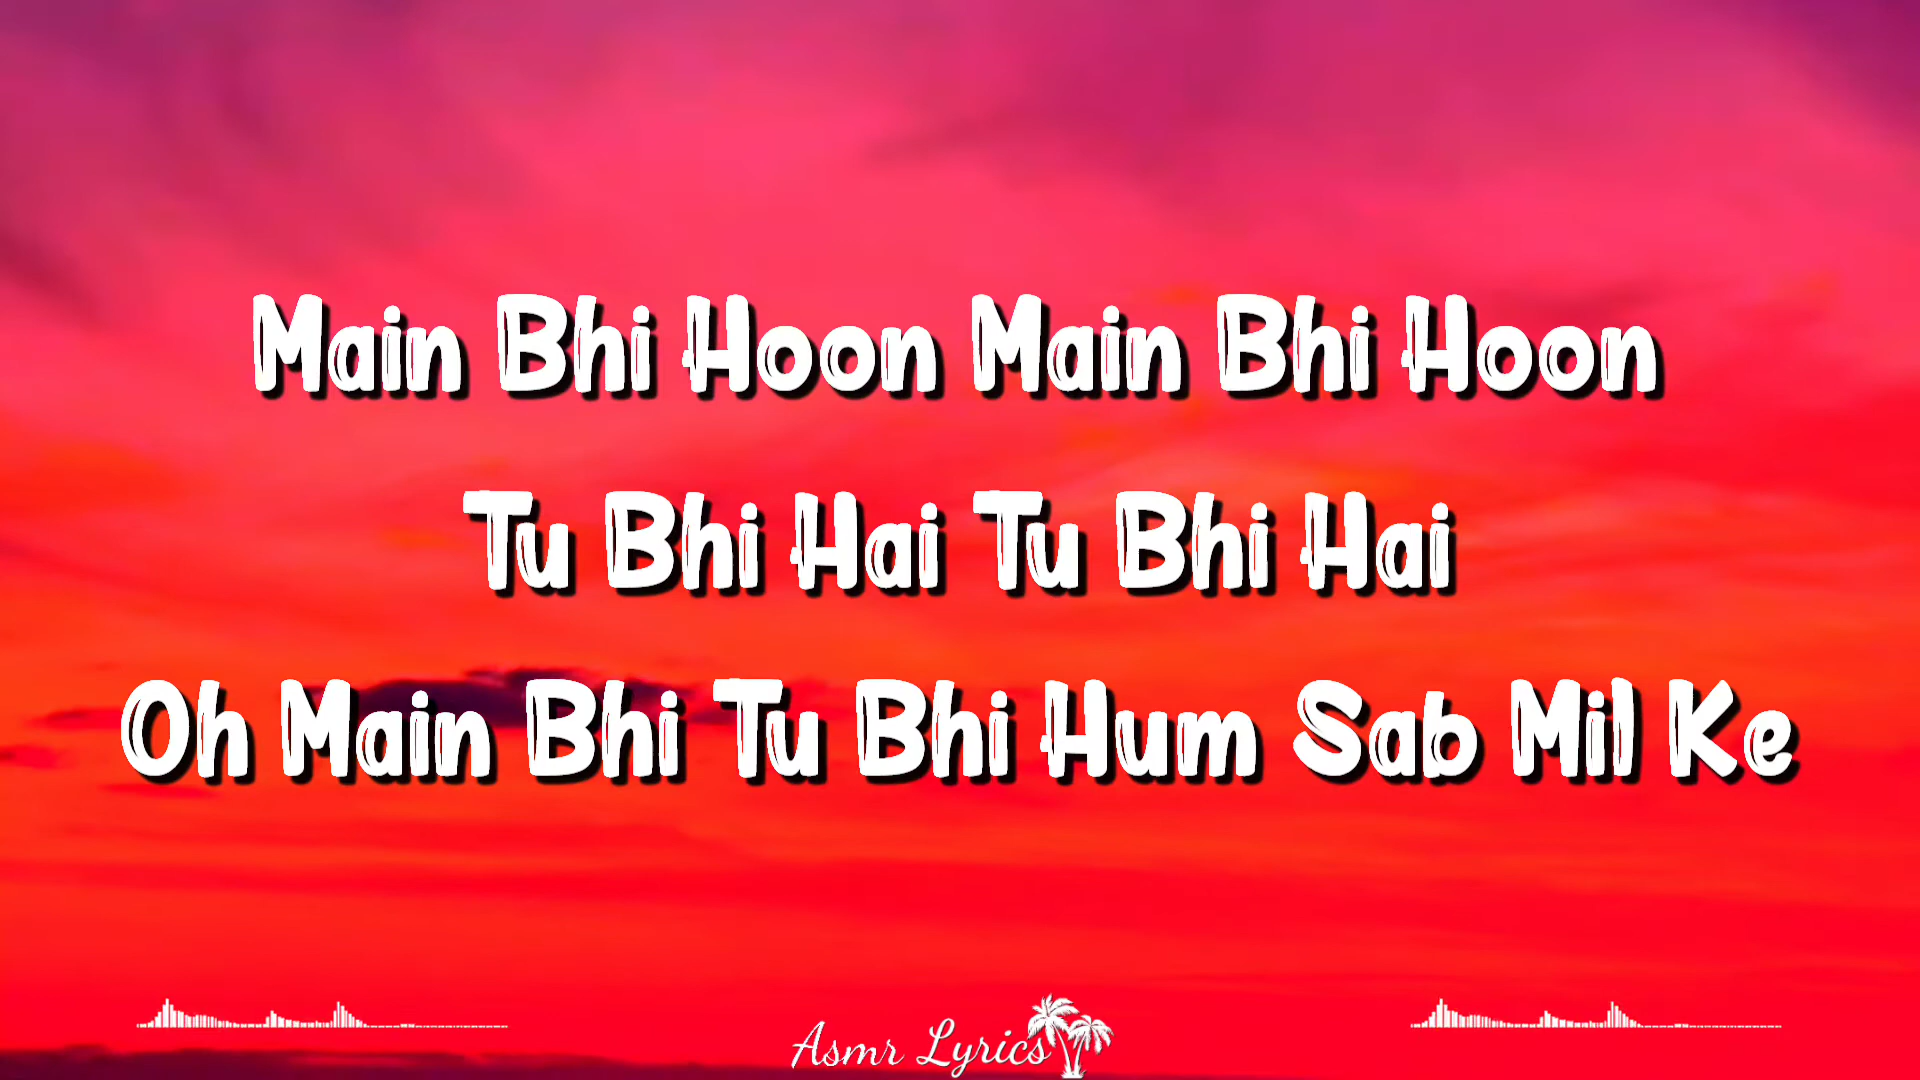 Main Bhi Hoon Main Bhi Hoon
Tu Bhi Hai Tu Bhi Hai
Oh Main Bhi Tu Bhi Hum Sab Mil Ke
Asmr Lyrics